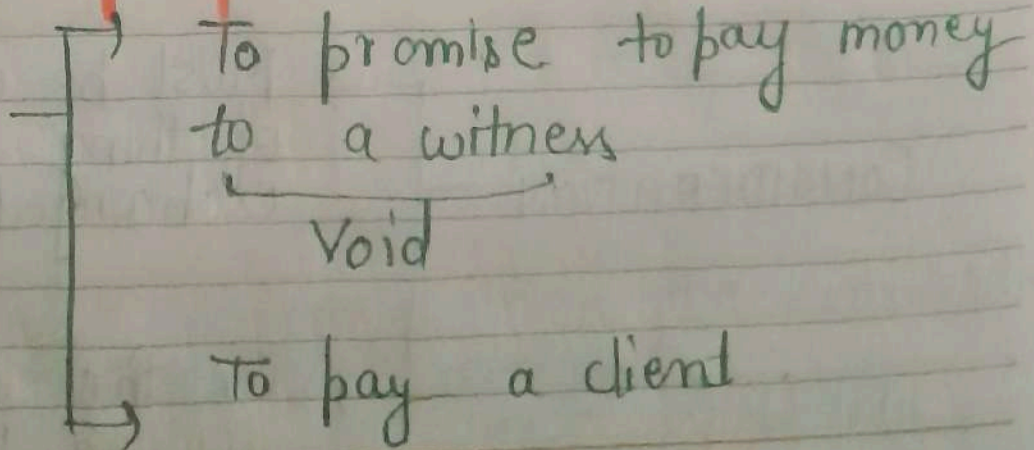 To promise to pay money
to a witness
Void
To pay a client